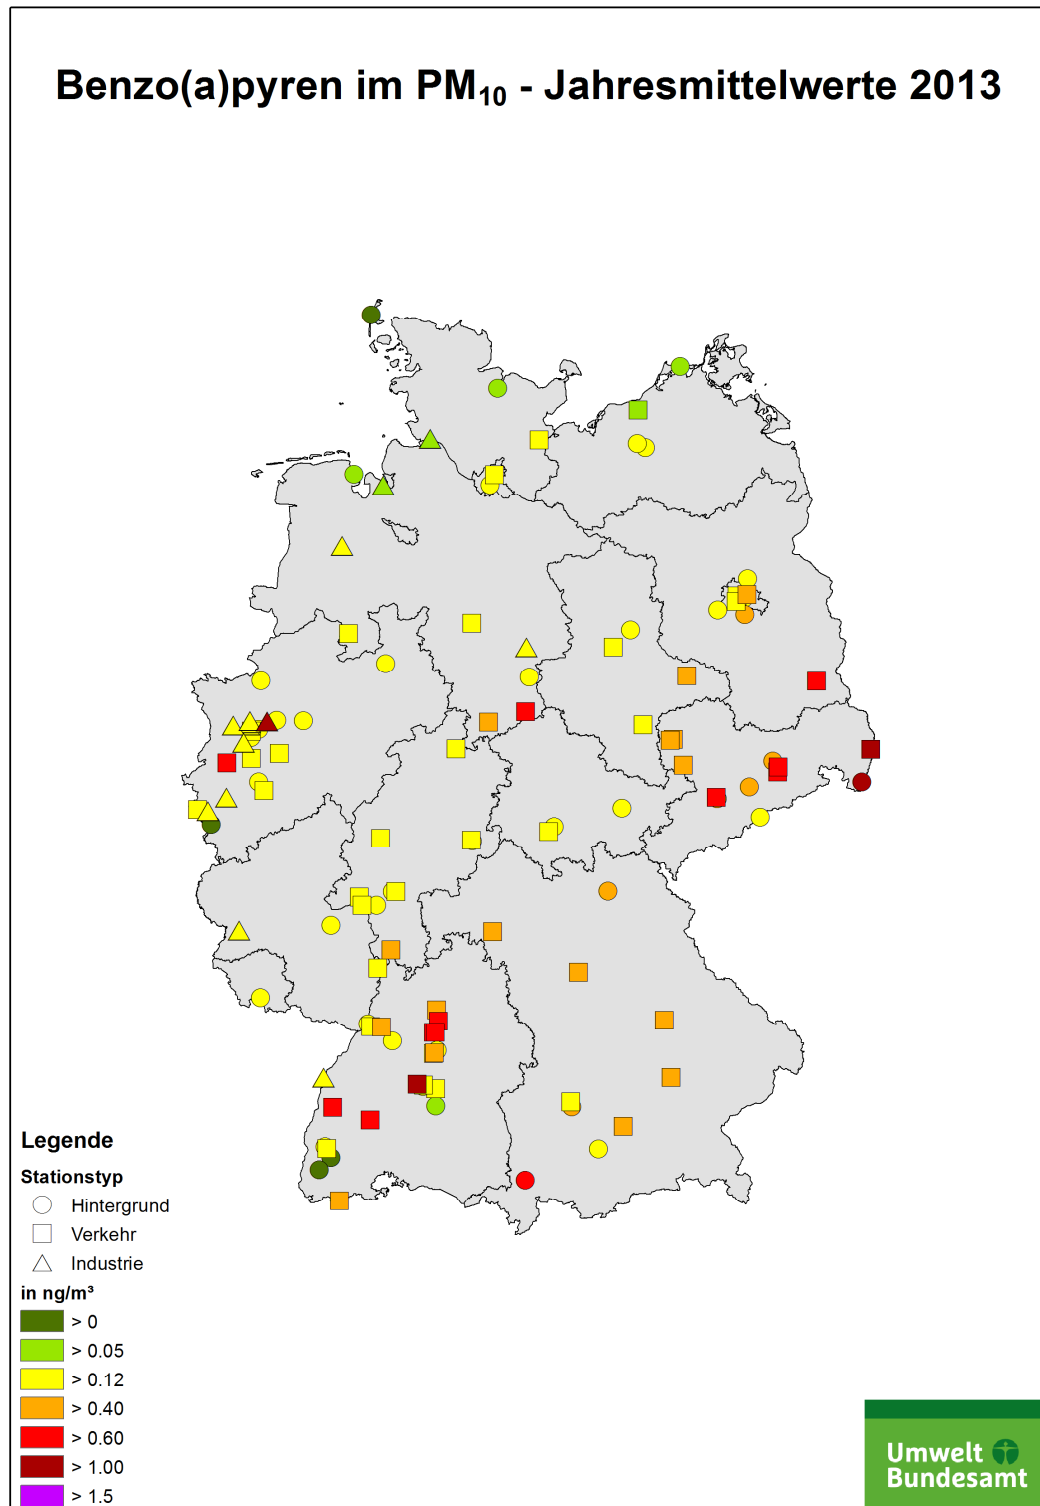 Benzo(a)pyren im PM₁₀ - Jahresmittelwerte 2013
Legende
Stationstyp
Hintergrund
Verkehr
Industrie
in ng/m³
> 0
> 0.05
> 0.12
> 0.40
> 0.60
> 1.00
> 1.5
Umwelt
Bundesamt